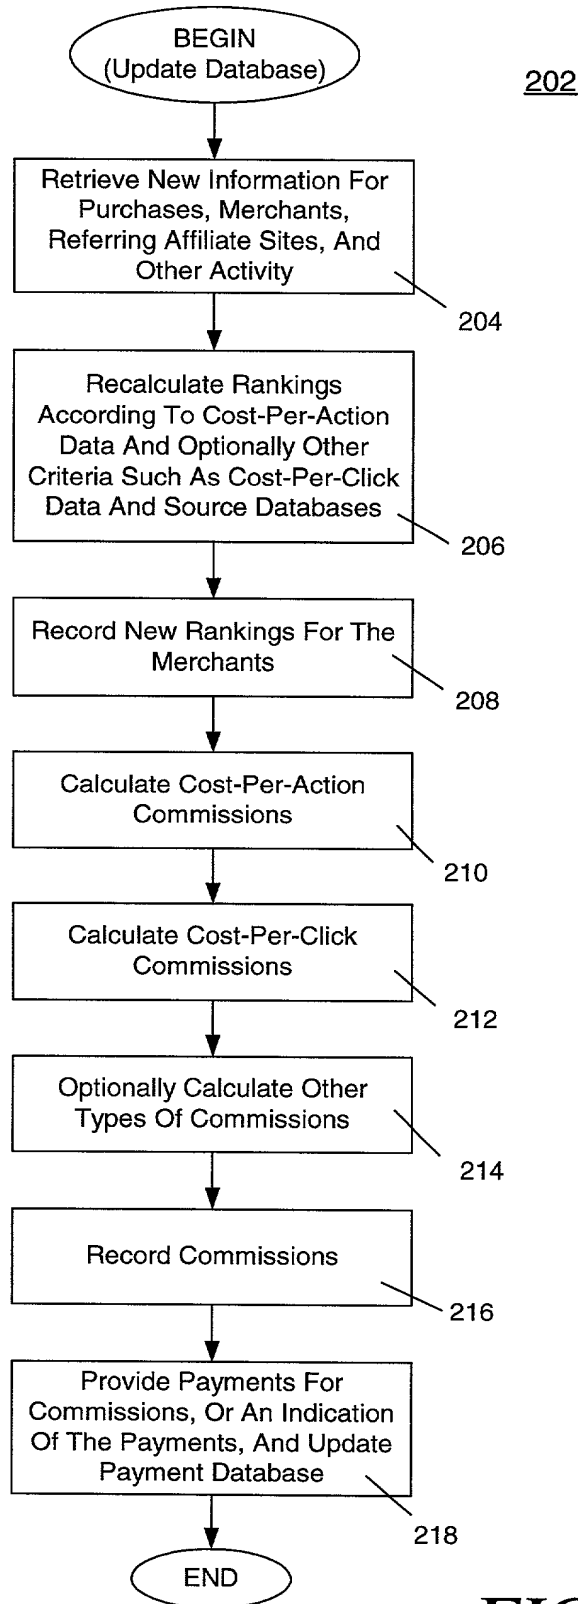 BEGIN
(Update Database)
202
Retrieve New Information For
Purchases, Merchants,
Referring Affiliate Sites, And
Other Activity
204
Recalculate Rankings
According To Cost-Per-Action
Data And Optionally Other
Criteria Such As Cost-Per-Click
Data And Source Databases
206
Record New Rankings For The
Merchants
208
Calculate Cost-Per-Action
Commissions
210
Calculate Cost-Per-Click
Commissions
212
Optionally Calculate Other
Types Of Commissions
214
Record Commissions
216
Provide Payments For
Commissions, Or An Indication
Of The Payments, And Update
Payment Database
218
END